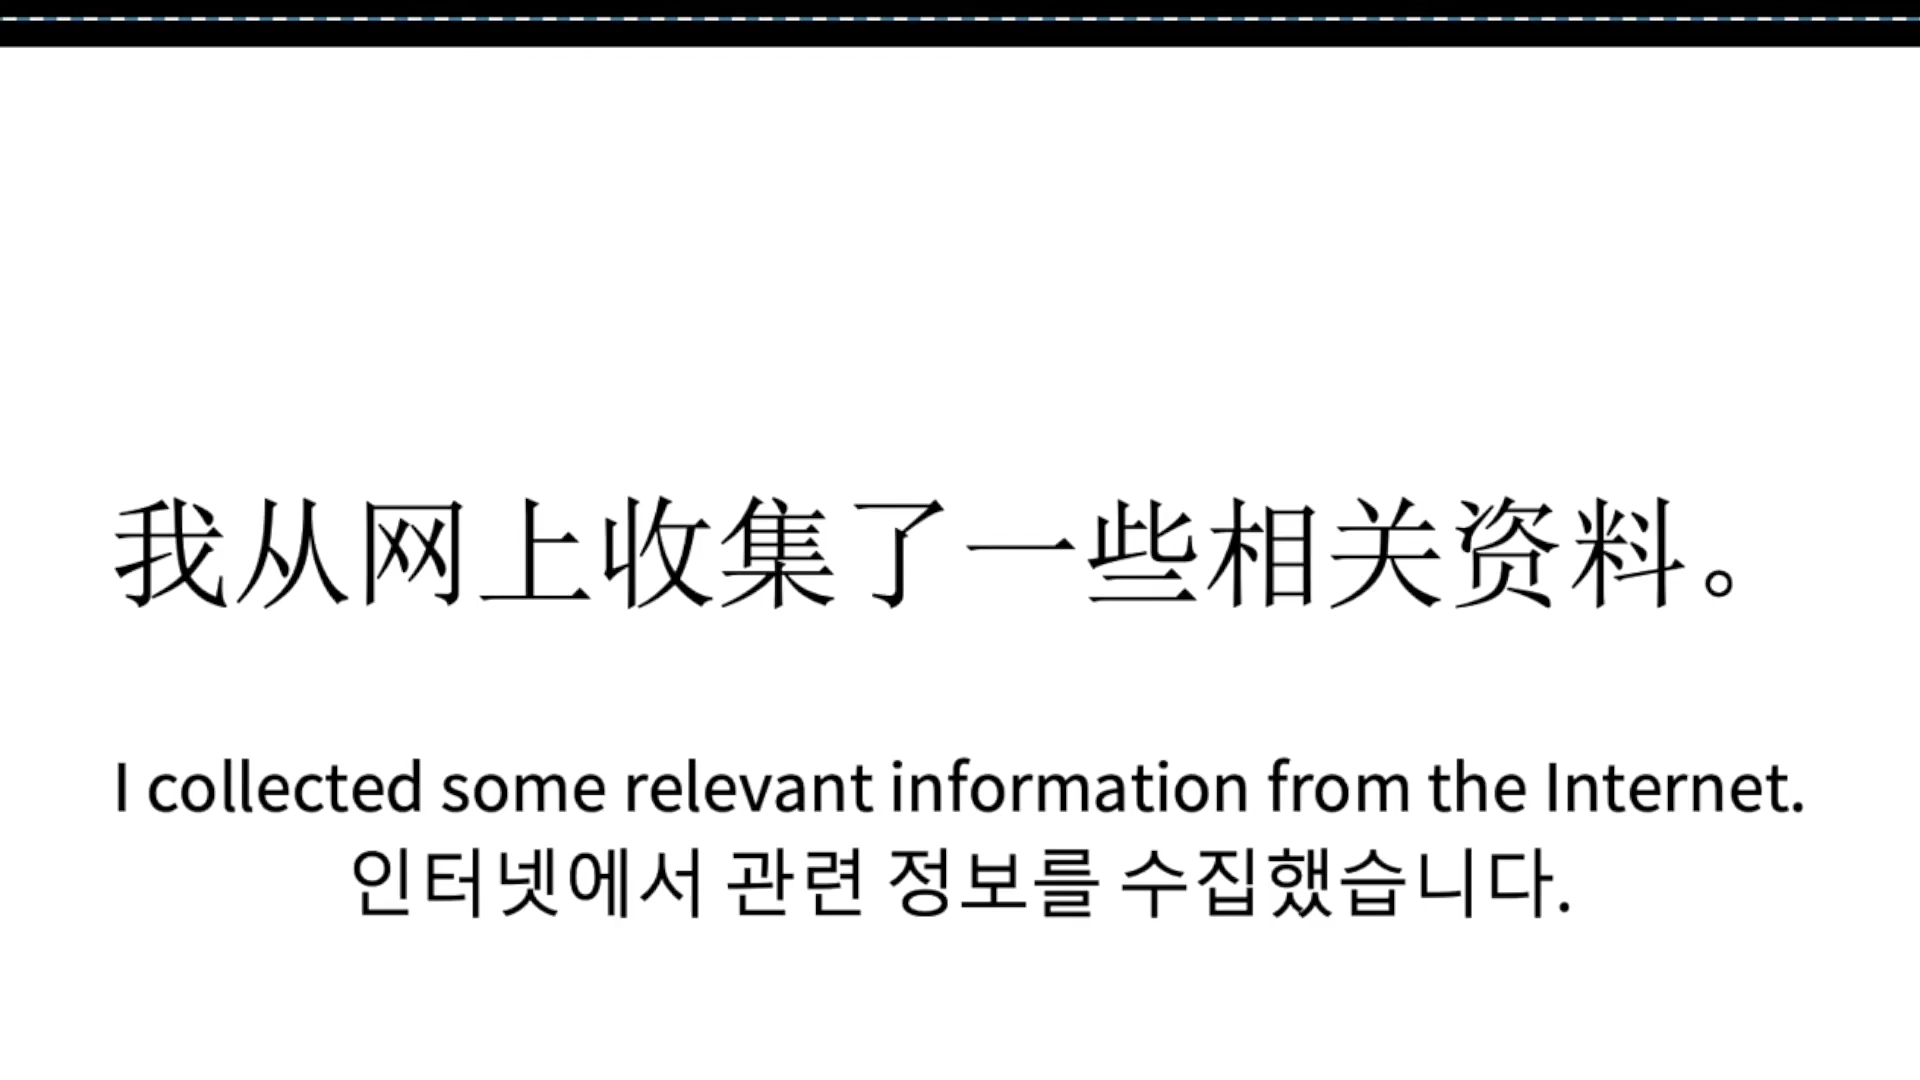 我从网上收集了一些相关资料。
I collected some relevant information from the Internet.
인터넷에서 관련 정보를 수집했습니다.